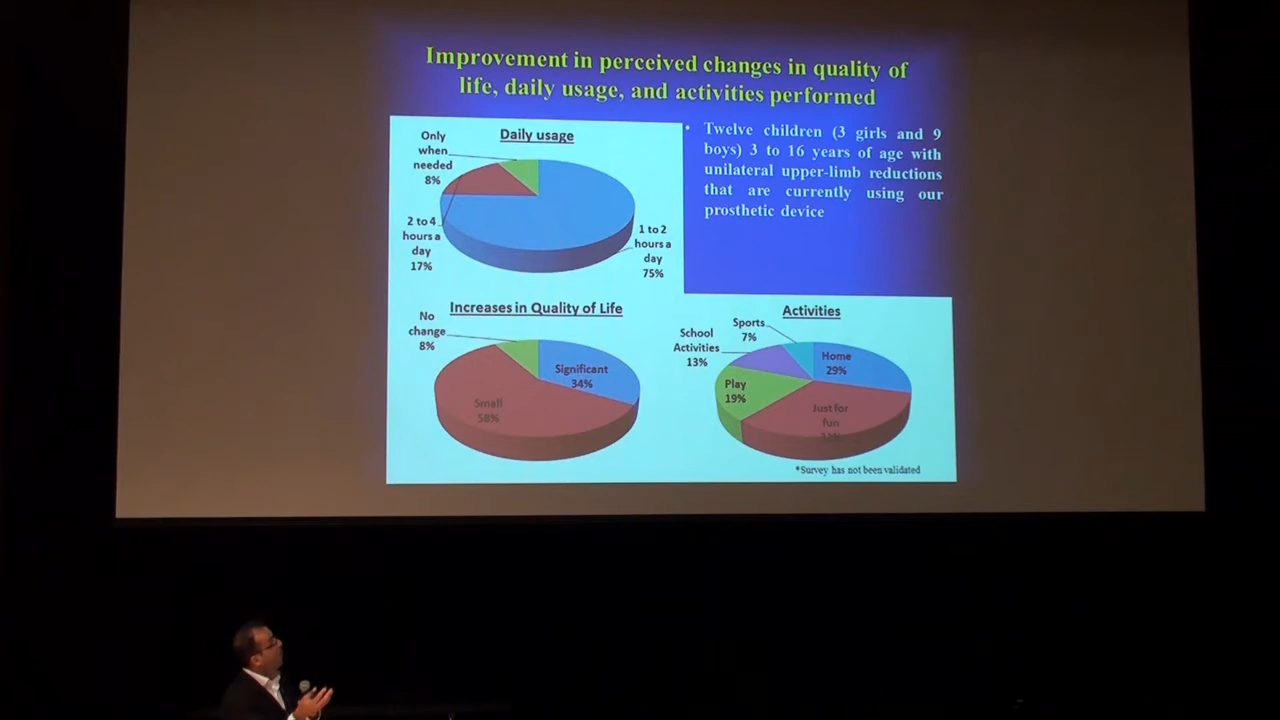 Improvement in perceived changes in quality of
life, daily usage, and activities performed
Daily usage
Only
when
needed
8%
2 to 4
hours a
day
17%
1 to 2
hours a
day
75%
• Twelve children (3 girls and 9
boys) 3 to 16 years of age with
unilateral upper-limb reductions
that are currently using our
prosthetic device
Increases in Quality of Life
No
change
8%
Significant
34%
Small
58%
Activities
School
Activities
13%
Sports
7%
Home
29%
Play
19%
Just for
fun
*Survey has not been validated